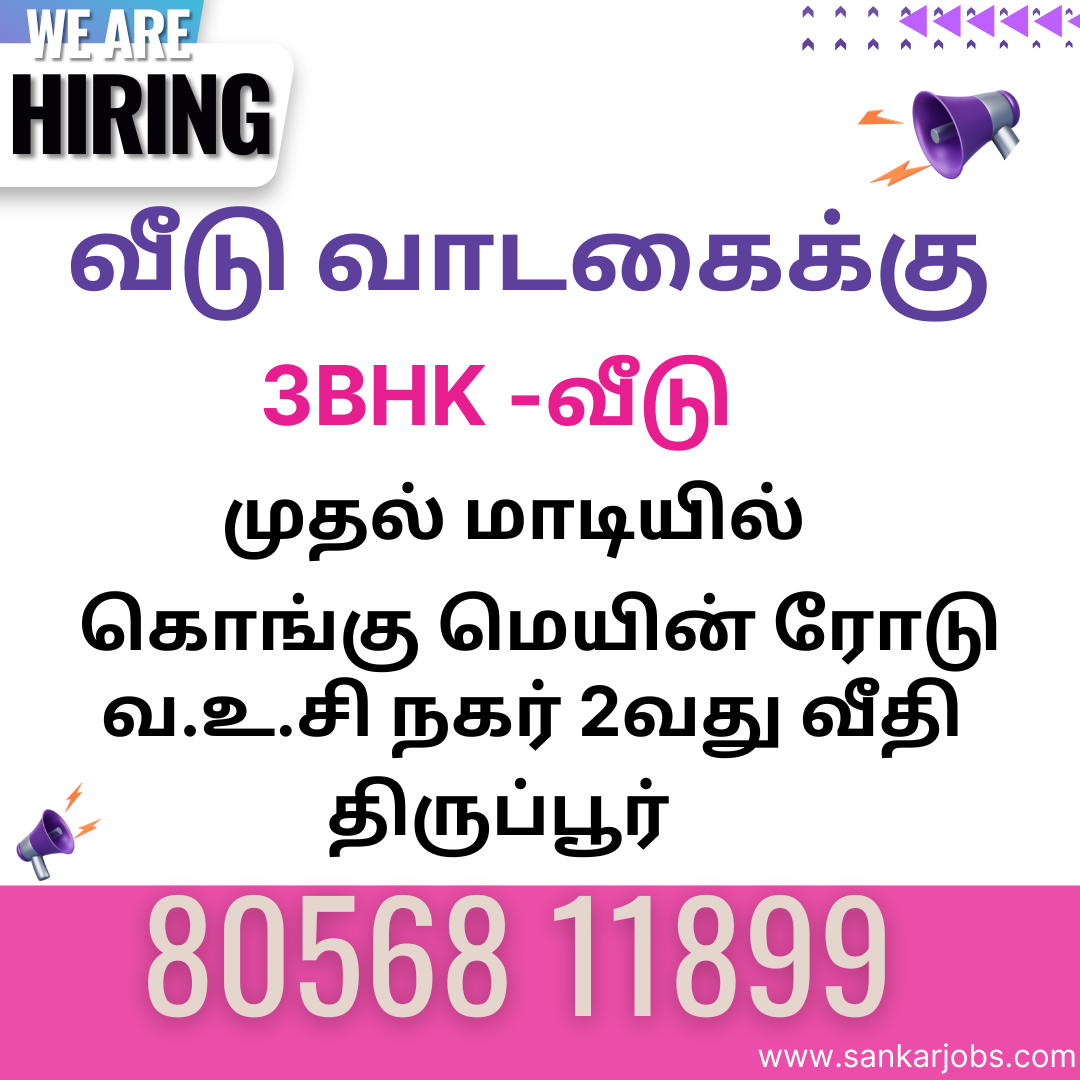 WE ARE
HIRING
வீடு வாடகைக்கு
3BHK -வீடு
முதல் மாடியில்
கொங்கு மெயின் ரோடு
வ.உ.சி நகர் 2வது வீதி
திருப்பூர்
80568 11899
www.sankarjobs.com